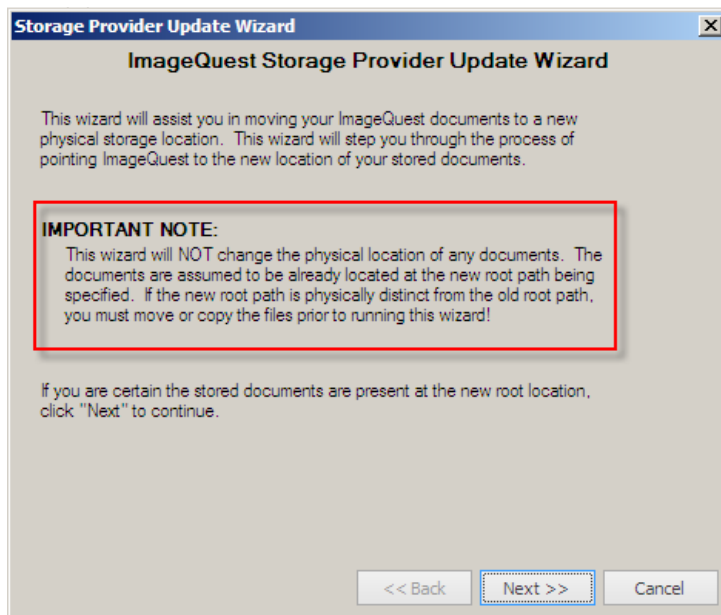 Storage Provider Update Wizard
ImageQuest Storage Provider Update Wizard
This wizard will assist you in moving your ImageQuest documents to a new
physical storage location. This wizard will step you through the process of
pointing ImageQuest to the new location of your stored documents.
IMPORTANT NOTE:
This wizard will NOT change the physical location of any documents. The
documents are assumed to be already located at the new root path being
specified. If the new root path is physically distinct from the old root path,
you must move or copy the files prior to running this wizard!
If you are certain the stored documents are present at the new root location,
click "Next" to continue.
<< Back
Next >>
Cancel